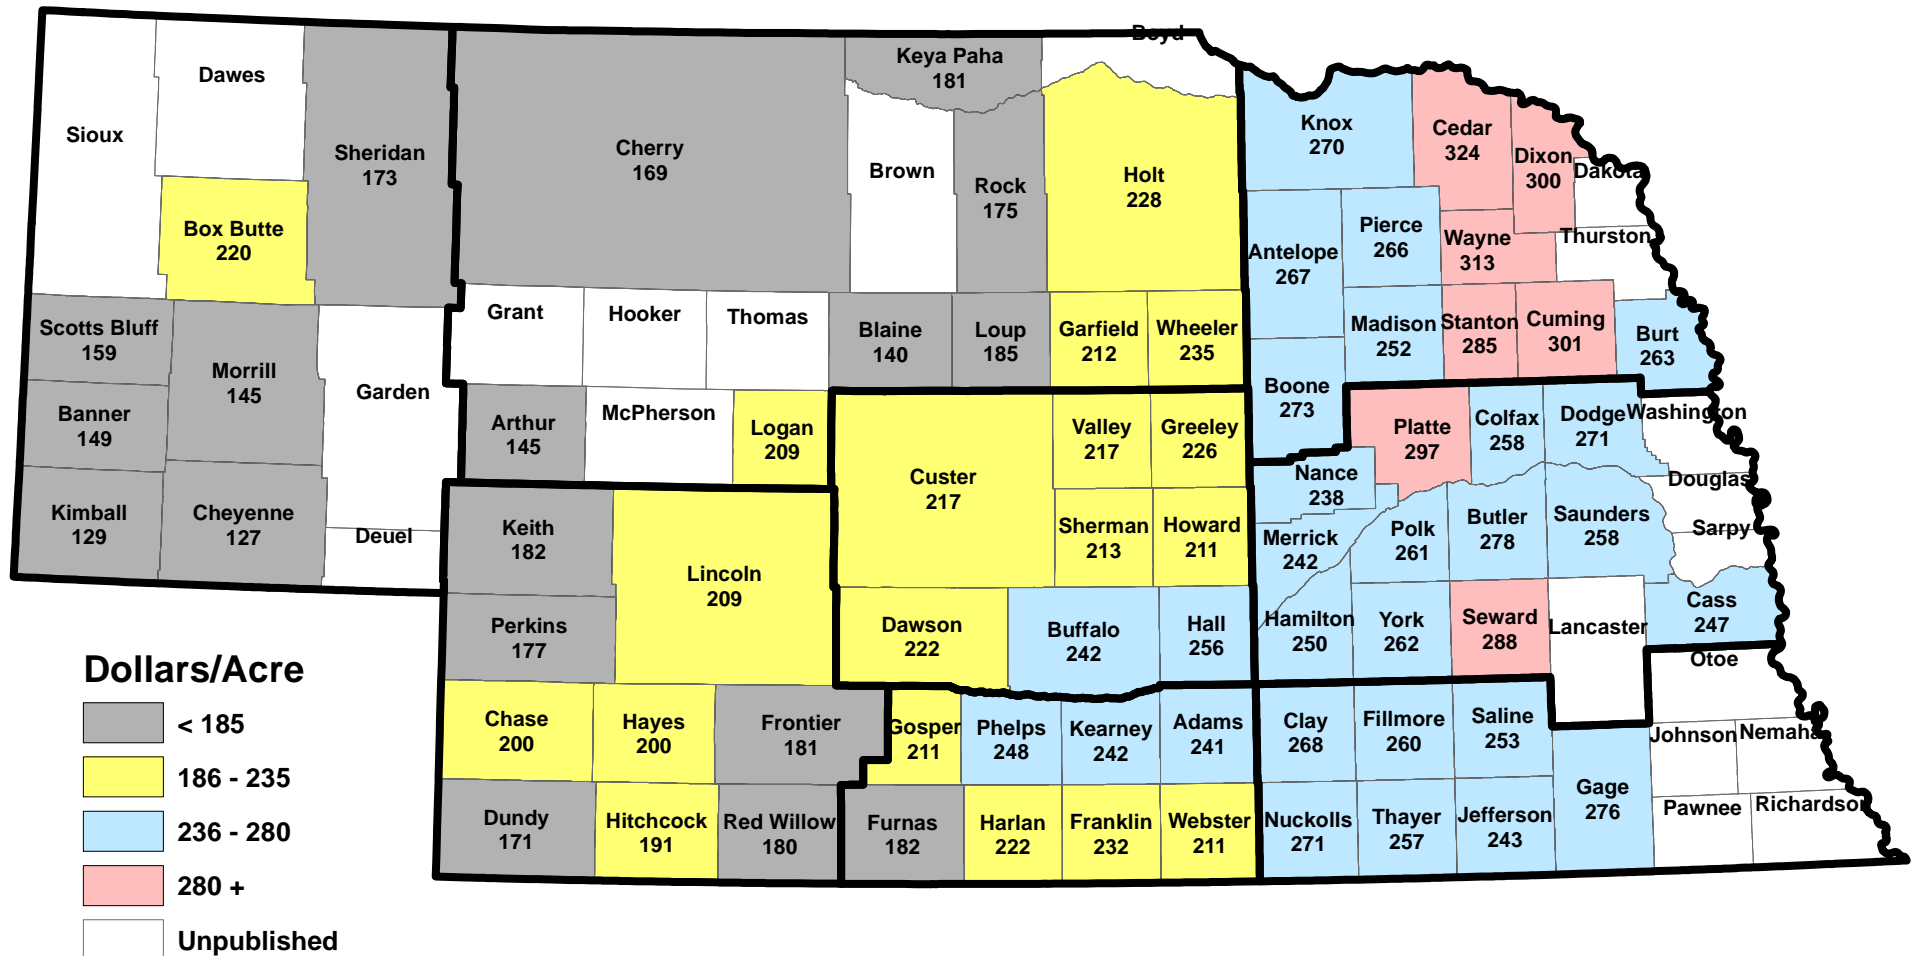 Boyd
Keya Paha
181
Dawes
Sioux
Sheridan
173
Cherry
169
Brown
Rock
175
Holt
228
Knox
270
Cedar
324
Dixon
300
Dakota
Box Butte
220
Antelope
267
Pierce
266
Wayne
313
Thurston
Scotts Bluff
159
Morrill
145
Garden
Grant
Hooker
Thomas
Blaine
140
Loup
185
Garfield
212
Wheeler
235
Madison
252
Stanton
285
Cuming
301
Burt
263
Boone
273
Banner
149
Arthur
145
McPherson
Logan
209
Custer
217
Valley
217
Greeley
226
Platte
297
Colfax
258
Dodge
271
Washington
Nance
238
Douglas
Kimball
129
Cheyenne
127
Deuel
Keith
182
Lincoln
209
Sherman
213
Howard
211
Merrick
242
Polk
261
Butler
278
Saunders
258
Sarpy
Perkins
177
Dawson
222
Buffalo
242
Hall
256
Hamilton
250
York
262
Seward
288
Lancaster
Cass
247
Otoe
Chase
200
Hayes
200
Frontier
181
Gosper
211
Phelps
248
Kearney
242
Adams
241
Clay
268
Fillmore
260
Saline
253
Johnson
Nemaha
Dundy
171
Hitchcock
191
Red Willow
180
Furnas
182
Harlan
222
Franklin
232
Webster
211
Nuckolls
271
Thayer
257
Jefferson
243
Gage
276
Pawnee
Richardson
Dollars/Acre
< 185
186 - 235
236 - 280
280 +
Unpublished